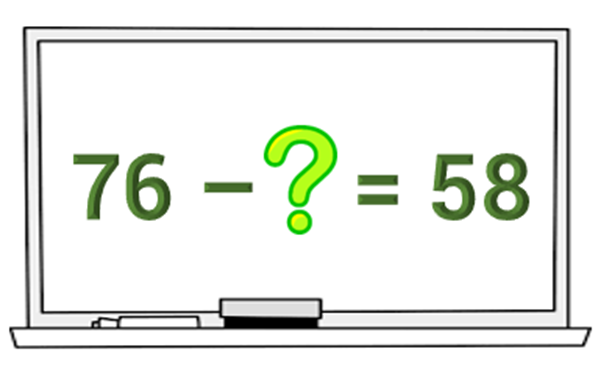 76 – ? = 58